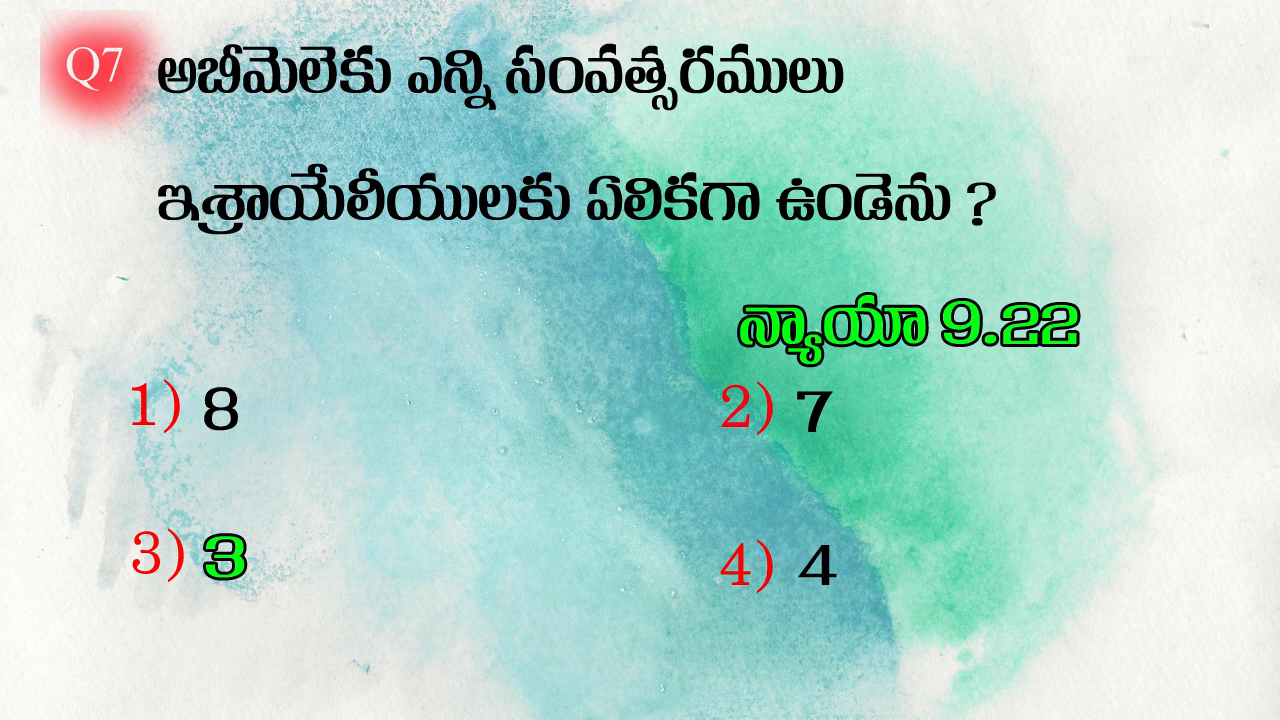 Q7 అబీమెలెకు ఎన్ని సంవత్సరములు
ఇశ్రాయేలీయులకు ఏలికగా ఉండెను ?
న్యాయా 9.22
1) 8
2) 7
3) 3
4) 4